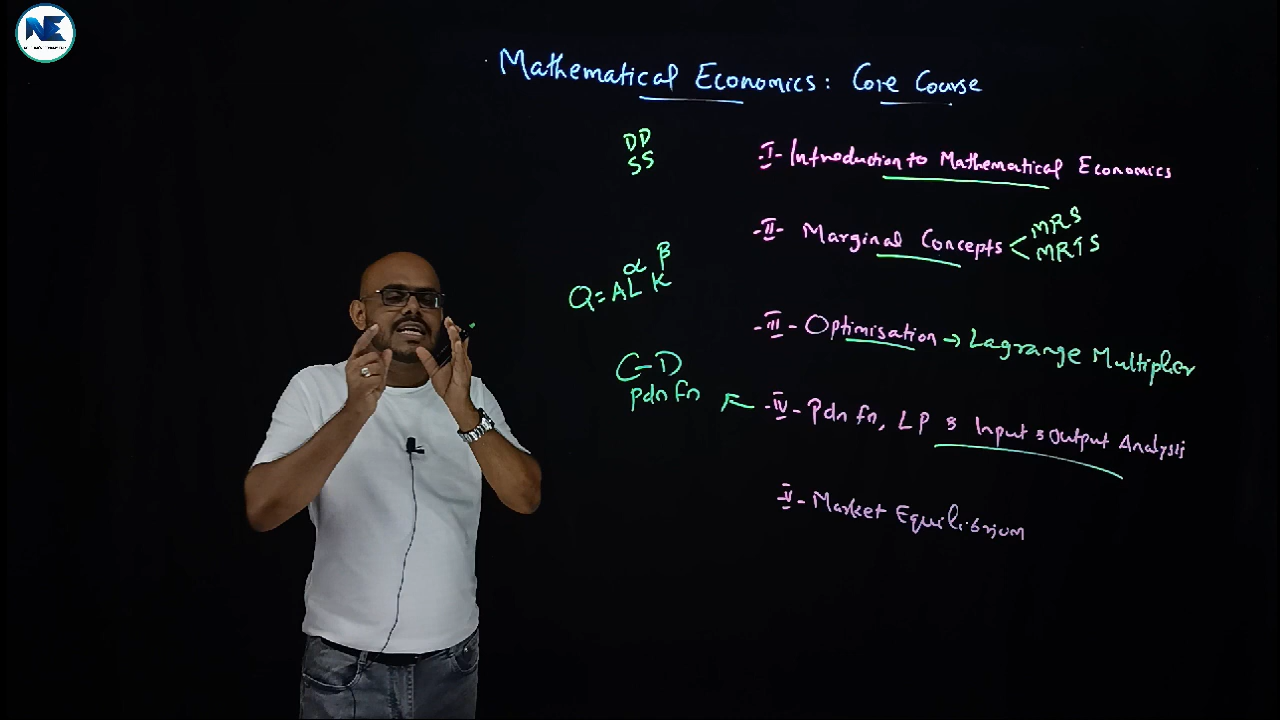 NE
Mathematical Economics: Core Course
DD
SS
I- Introduction to Mathematical Economics
II- Marginal Concepts < MRS
MRTS
Q = AL^α K^β
III- Optimisation → Lagrange Multiplier
C-D
Pdn fn ← IV- Pdn fn, LP & Input & Output Analysis
V- Market Equilibrium